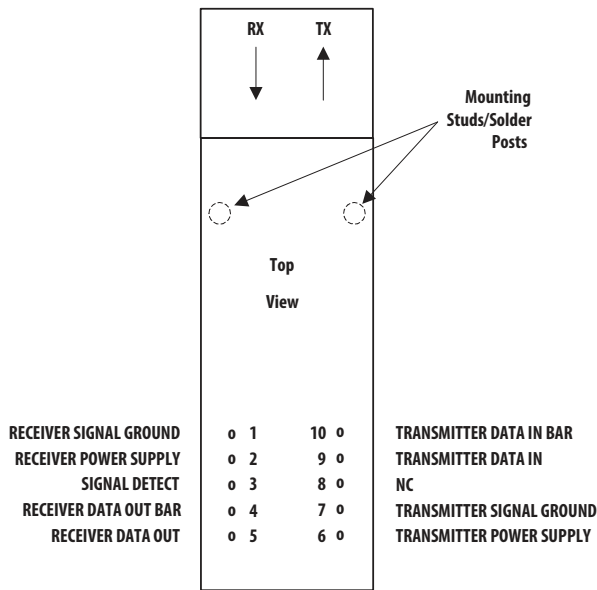 RX TX
Mounting
Studs/Solder
Posts
Top
View
RECEIVER SIGNAL GROUND o 1 10 o TRANSMITTER DATA IN BAR
RECEIVER POWER SUPPLY o 2 9 o TRANSMITTER DATA IN
SIGNAL DETECT o 3 8 o NC
RECEIVER DATA OUT BAR o 4 7 o TRANSMITTER SIGNAL GROUND
RECEIVER DATA OUT o 5 6 o TRANSMITTER POWER SUPPLY